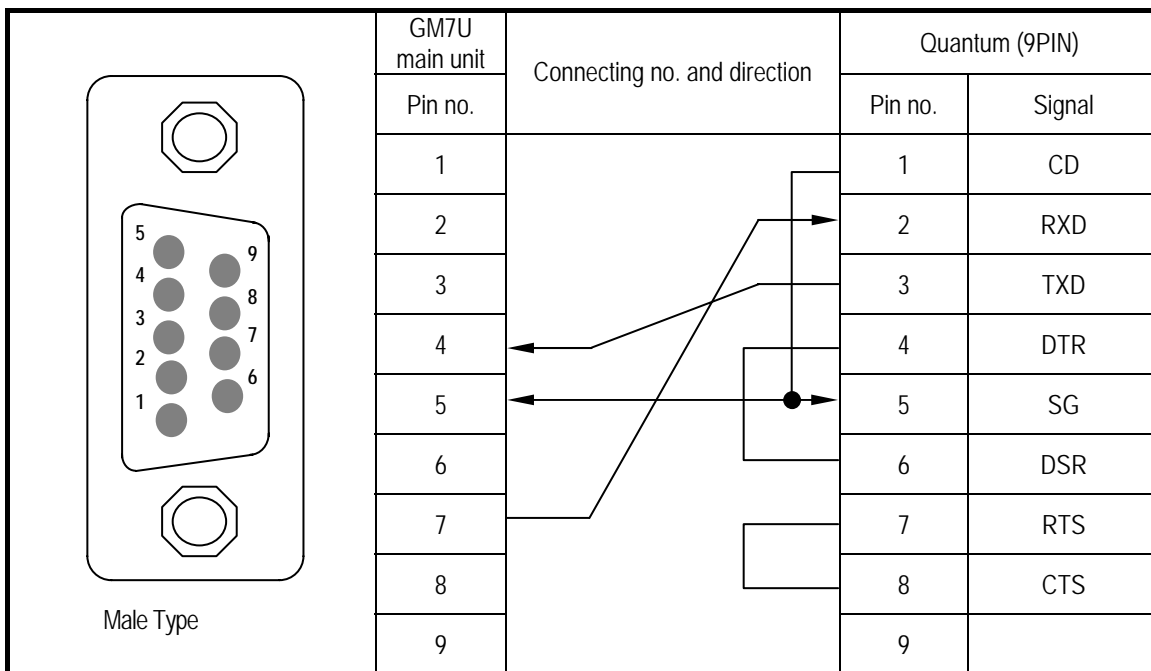 GM7U
main unit
Connecting no. and direction
Quantum (9PIN)
Pin no.
Pin no.
Signal
1
1
CD
2
2
RXD
3
3
TXD
4
4
DTR
5
5
SG
6
6
DSR
7
7
RTS
8
8
CTS
9
9
5
9
4
8
3
7
2
6
1
Male Type